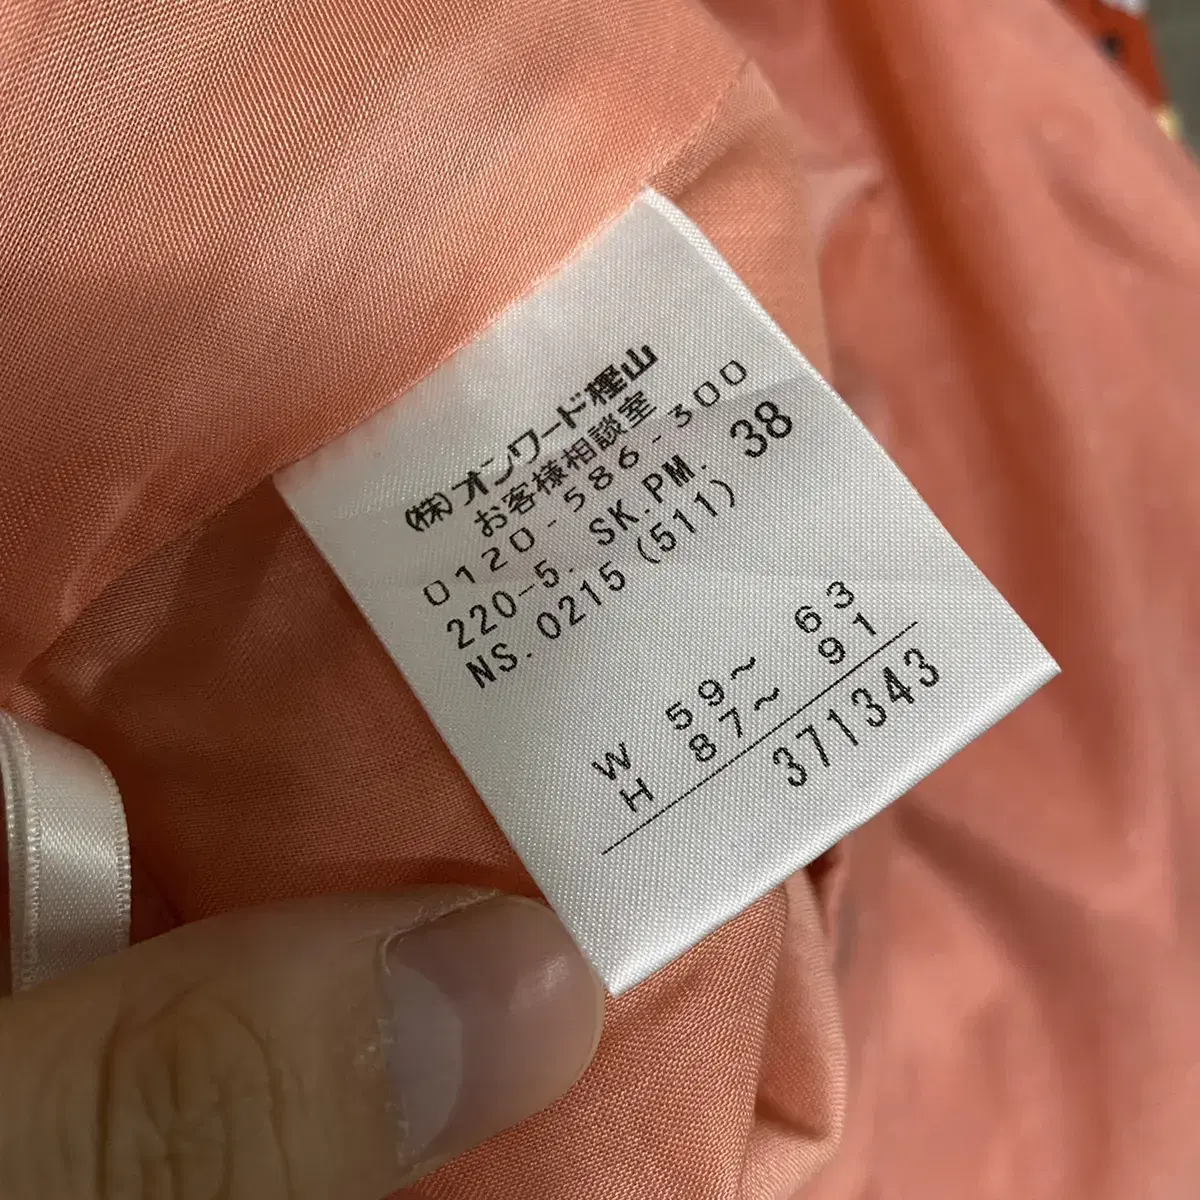 (株)オンワード樫山
お客様相談室
0120-586-300
220-5. SK.PM. 38
NS. 0215 (511)
W 59~ 63
H 87~ 91
371343